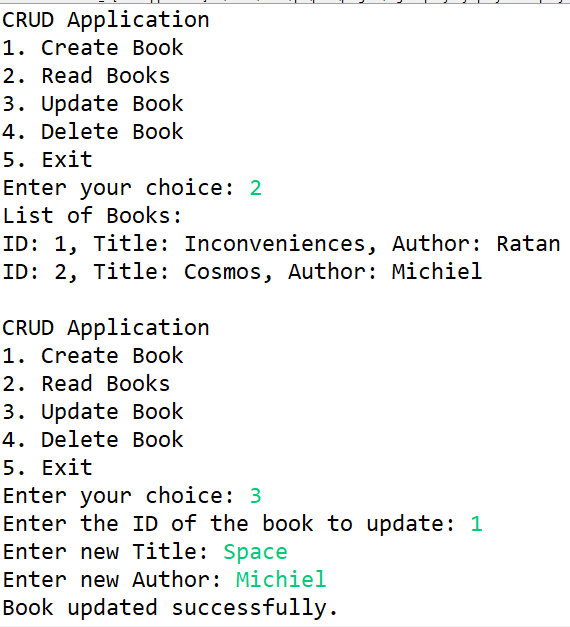 CRUD Application
1. Create Book
2. Read Books
3. Update Book
4. Delete Book
5. Exit
Enter your choice: 2
List of Books:
ID: 1, Title: Inconveniences, Author: Ratan
ID: 2, Title: Cosmos, Author: Michiel
CRUD Application
1. Create Book
2. Read Books
3. Update Book
4. Delete Book
5. Exit
Enter your choice: 3
Enter the ID of the book to update: 1
Enter new Title: Space
Enter new Author: Michiel
Book updated successfully.